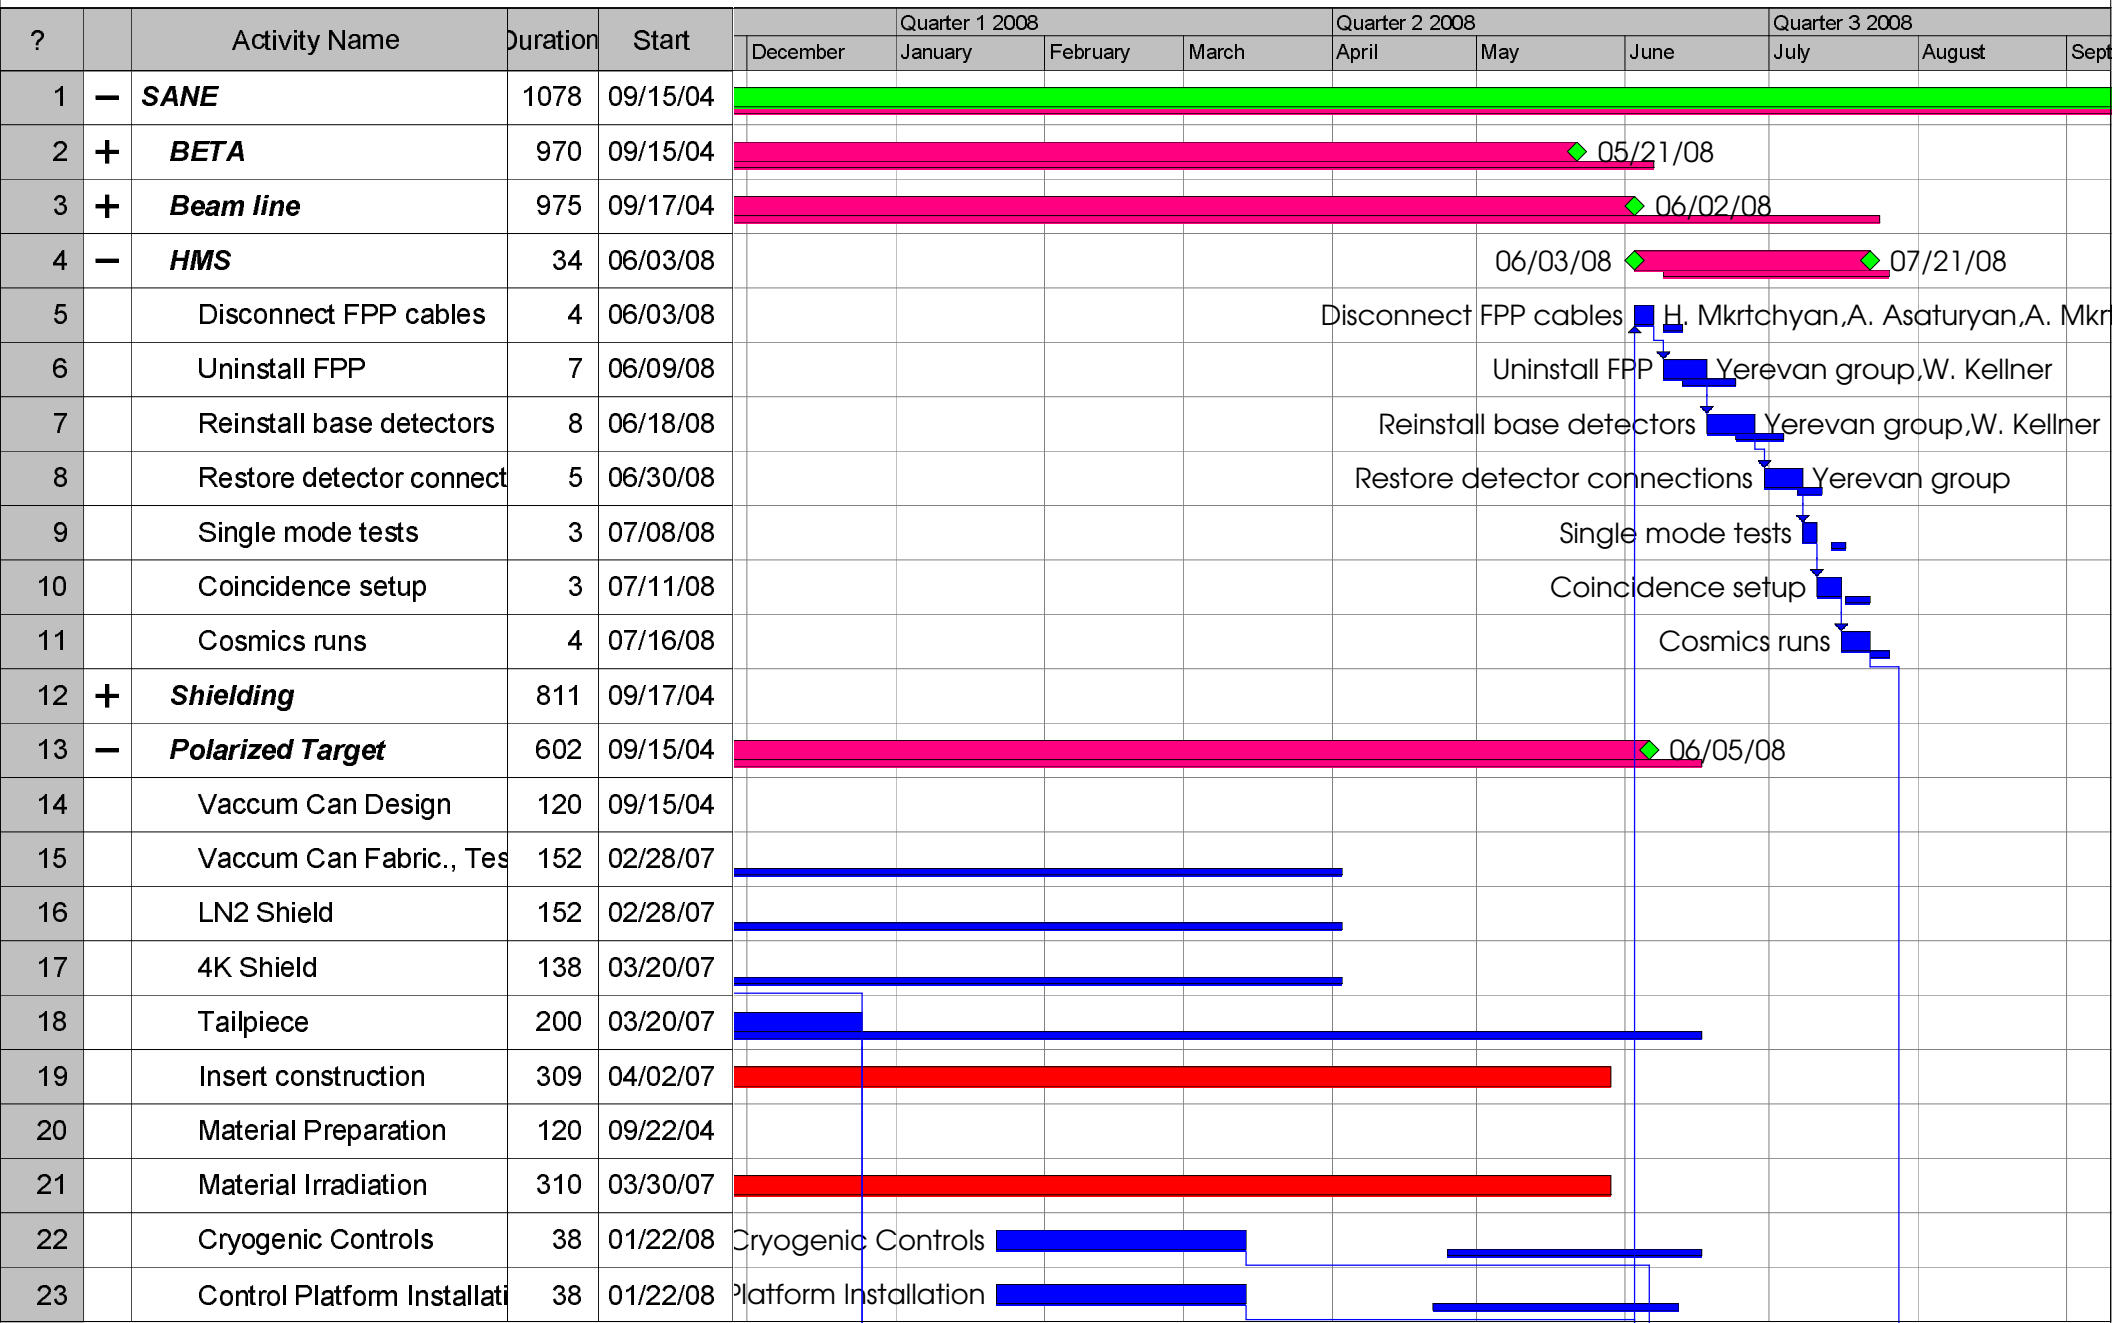 Quarter 1 2008 Quarter 2 2008 Quarter 3 2008
? Activity Name Duration Start December January February March April May June July August Sept
1 − SANE 1078 09/15/04
2 + BETA 970 09/15/04 05/21/08
3 + Beam line 975 09/17/04 06/02/08
4 − HMS 34 06/03/08 06/03/08 07/21/08
5 Disconnect FPP cables 4 06/03/08 Disconnect FPP cables H. Mkrtchyan,A. Asaturyan,A. Mkrt
6 Uninstall FPP 7 06/09/08 Uninstall FPP Yerevan group,W. Kellner
7 Reinstall base detectors 8 06/18/08 Reinstall base detectors Yerevan group,W. Kellner
8 Restore detector connect 5 06/30/08 Restore detector connections Yerevan group
9 Single mode tests 3 07/08/08 Single mode tests
10 Coincidence setup 3 07/11/08 Coincidence setup
11 Cosmics runs 4 07/16/08 Cosmics runs
12 + Shielding 811 09/17/04
13 − Polarized Target 602 09/15/04 06/05/08
14 Vaccum Can Design 120 09/15/04
15 Vaccum Can Fabric., Tes 152 02/28/07
16 LN2 Shield 152 02/28/07
17 4K Shield 138 03/20/07
18 Tailpiece 200 03/20/07
19 Insert construction 309 04/02/07
20 Material Preparation 120 09/22/04
21 Material Irradiation 310 03/30/07
22 Cryogenic Controls 38 01/22/08 Cryogenic Controls
23 Control Platform Installati 38 01/22/08 Platform Installation